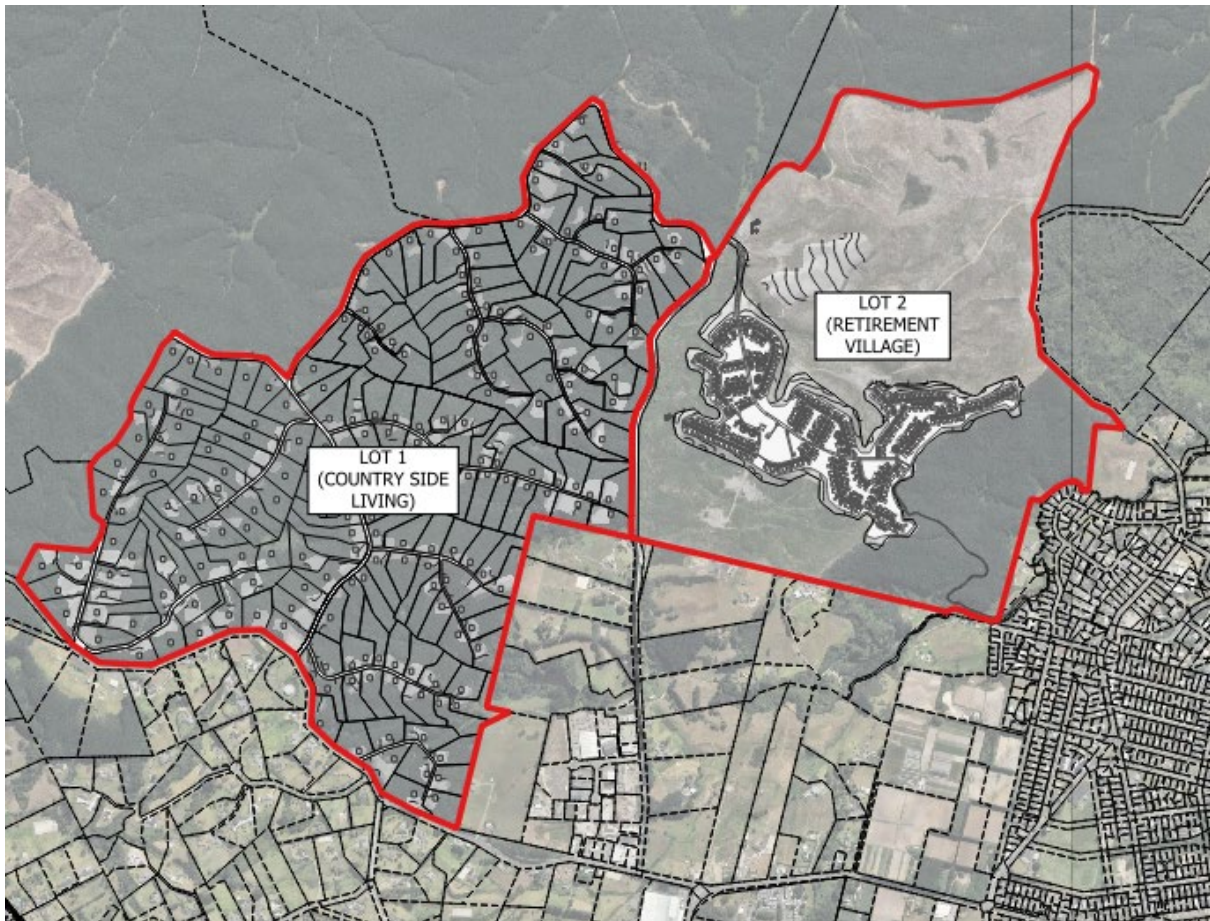 LOT 1
(COUNTRY SIDE
LIVING)
LOT 2
(RETIREMENT
VILLAGE)